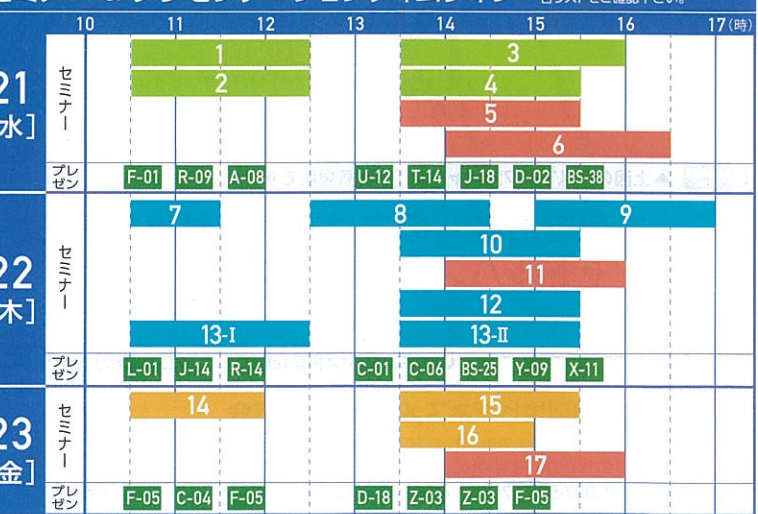 10 11 12 13 14 15 16 17(時)
21
水]
セミナー
1
3
2
4
5
6
プレゼン
F-01 R-09 A-08 U-12 T-14 J-18 D-02 BS-38
22
木]
セミナー
7 8 9
10
11
12
13-I 13-II
プレゼン
L-01 J-14 R-14 C-01 C-06 BS-25 Y-09 X-11
23
金]
セミナー
14 15
16
17
プレゼン
F-05 C-04 F-05 D-18 Z-03 Z-03 F-05